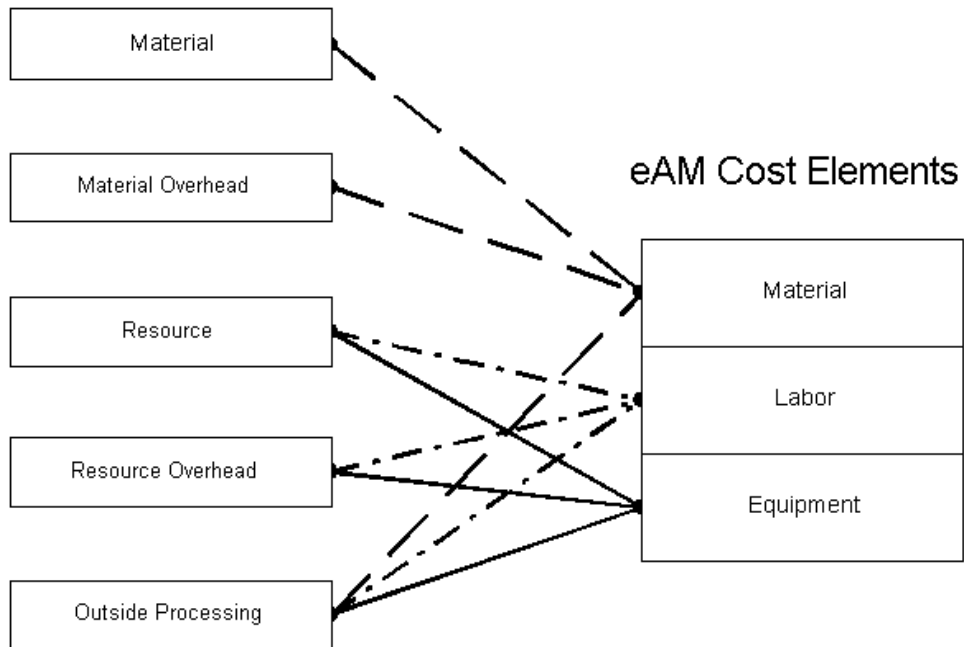 Material
Material Overhead
Resource
Resource Overhead
Outside Processing
eAM Cost Elements
Material
Labor
Equipment